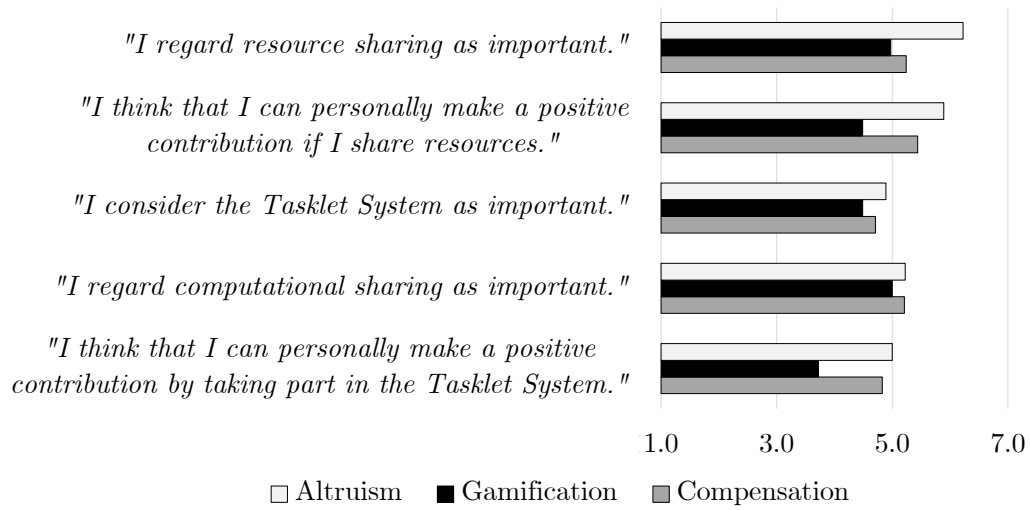 "I regard resource sharing as important."
"I think that I can personally make a positive
contribution if I share resources."
"I consider the Tasklet System as important."
"I regard computational sharing as important."
"I think that I can personally make a positive
contribution by taking part in the Tasklet System."
1.0 3.0 5.0 7.0
Altruism Gamification Compensation